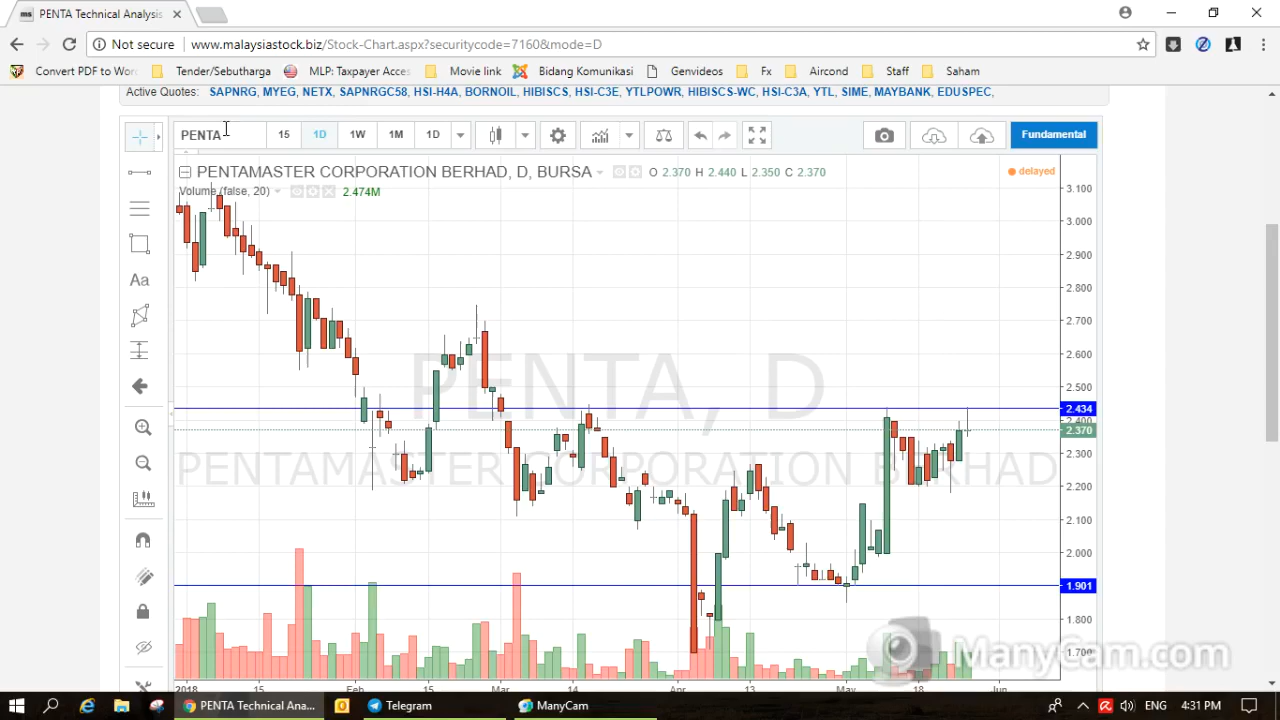 PENTA Technical Analysis
Not secure
www.malaysiastock.biz/Stock-Chart.aspx?securitycode=7160&mode=D
Convert PDF to Word
Tender/Sebutharga
MLP: Taxpayer Acces
Movie link
Bidang Komunikasi
Genvideos
Fx
Aircond
Staff
Saham
Active Quotes: SAPNRG, MYEG, NETX, SAPNRGC58, HSI-H4A, BORNOIL, HIBISCS, HSI-C3E, YTLPOWR, HIBISCS-WC, HSI-C3A, YTL, SIME, MAYBANK, EDUSPEC,
PENTA 15 1D 1W 1M 1D Fundamental
PENTAMASTER CORPORATION BERHAD, D, BURSA O 2.370 H 2.440 L 2.350 C 2.370
delayed
Volume (false, 20) 2.474M
Aa
PENTA, D
PENTAMASTER CORPORATION BERHAD
3.100
3.000
2.900
2.800
2.700
2.600
2.500
2.434
2.400
2.370
2.300
2.200
2.100
2.000
1.901
1.800
1.700
2018 15 Feb 15 Mar 14 Apr 13 May 18 Jun
ManyCam.com
PENTA Technical Ana... Telegram ManyCam ENG 4:31 PM